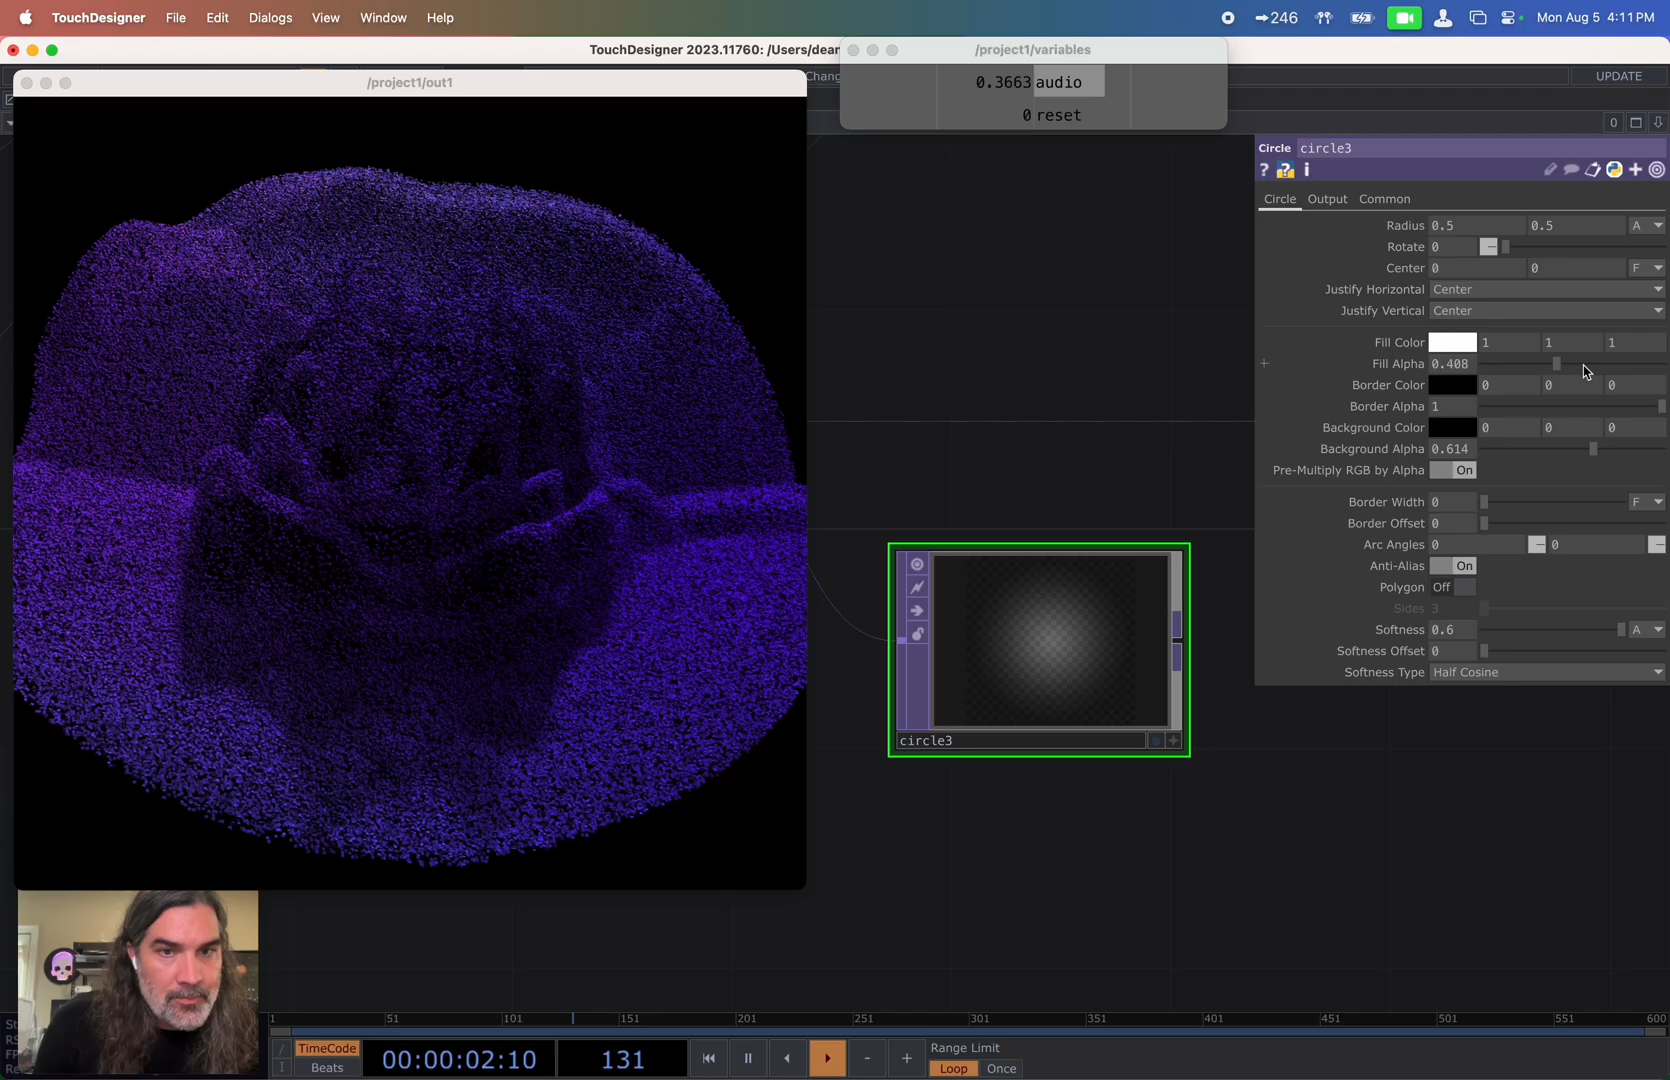 TouchDesigner File Edit Dialogs View Window Help 246 Mon Aug 5 4:11PM
TouchDesigner 2023.11760: /Users/dean
/project1/variables
/project1/out1
0.3663 audio
0 reset
UPDATE
0
Circle circle3
? ? i
Circle Output Common
Radius 0.5 0.5 A
Rotate 0
Center 0 0 F
Justify Horizontal Center
Justify Vertical Center
Fill Color 1 1 1
Fill Alpha 0.408
Border Color 0 0 0
Border Alpha 1
Background Color 0 0 0
Background Alpha 0.614
Pre-Multiply RGB by Alpha On
Border Width 0 F
Border Offset 0
Arc Angles 0 0
Anti-Alias On
Polygon Off
Sides 3
Softness 0.6 A
Softness Offset 0
Softness Type Half Cosine
circle3
1 51 101 151 201 251 301 351 401 451 501 551 600
TimeCode
Beats
00:00:02:10 131
Range Limit
Loop Once